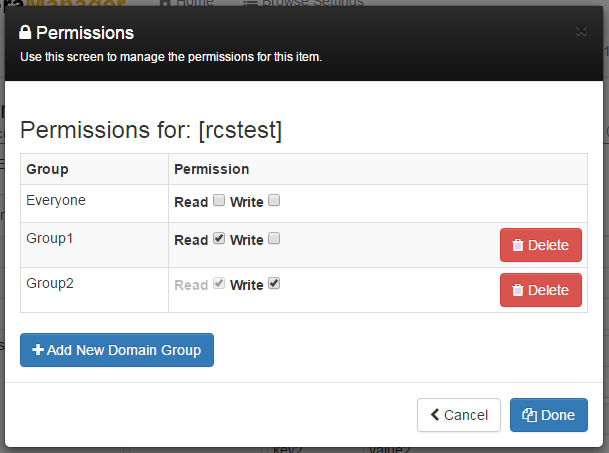 Manager Home Browse Settings
Permissions
Use this screen to manage the permissions for this item.
Permissions for: [rcstest]
Group Permission
Everyone Read Write
Group1 Read Write Delete
Group2 Read Write Delete
Add New Domain Group
Cancel Done
key2 value2